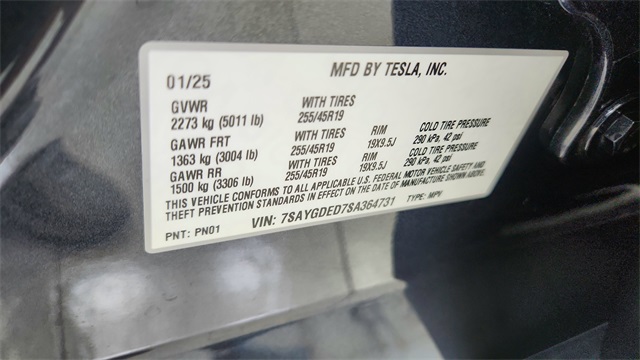 MFD BY TESLA, INC.
01/25
GVWR
2273 kg (5011 lb) WITH TIRES 255/45R19
GAWR FRT
1363 kg (3004 lb) WITH TIRES 255/45R19 RIM 19X9.5J COLD TIRE PRESSURE 290 kPa, 42 psi
GAWR RR
1500 kg (3306 lb) WITH TIRES 255/45R19 RIM 19X9.5J COLD TIRE PRESSURE 290 kPa, 42 psi
THIS VEHICLE CONFORMS TO ALL APPLICABLE U.S. FEDERAL MOTOR VEHICLE SAFETY AND
THEFT PREVENTION STANDARDS IN EFFECT ON THE DATE OF MANUFACTURE SHOWN ABOVE.
PNT: PN01 VIN: 7SAYGDED7SA364731 TYPE: MPV